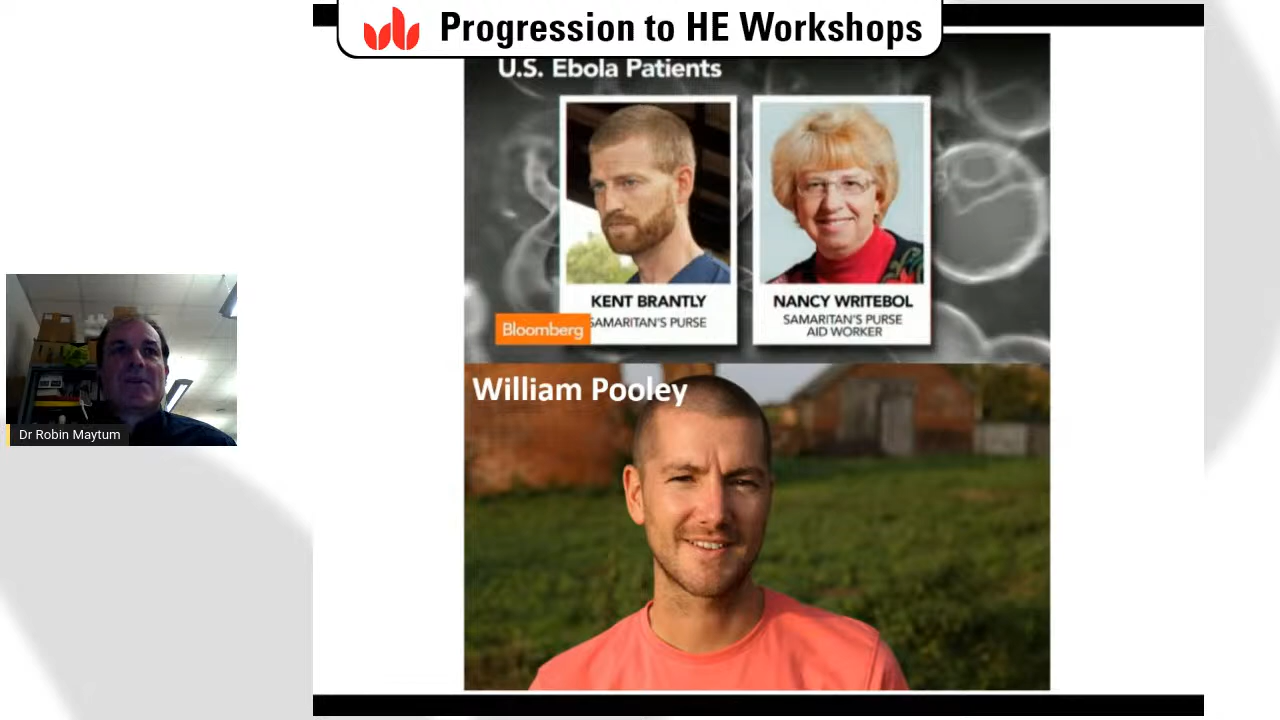 Progression to HE Workshops
U.S. Ebola Patients
KENT BRANTLY
SAMARITAN'S PURSE
NANCY WRITEBOL
SAMARITAN'S PURSE
AID WORKER
Bloomberg
William Pooley
Dr Robin Maytum